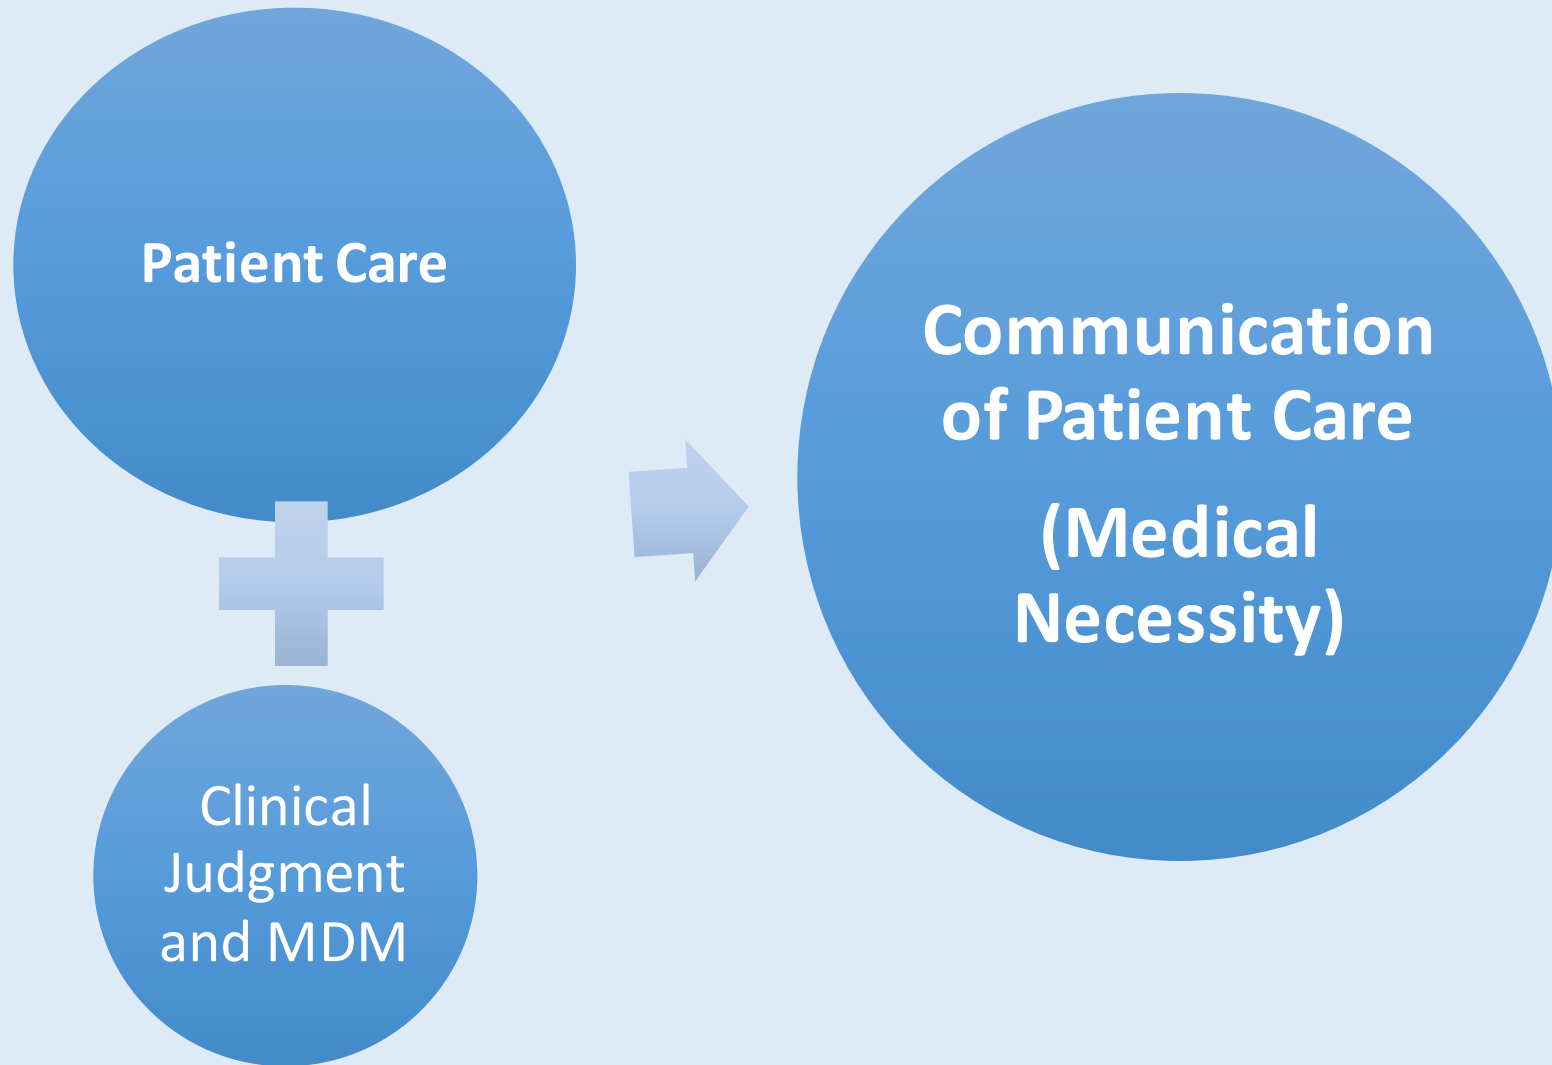 Patient Care
Clinical
Judgment
and MDM
Communication
of Patient Care
(Medical
Necessity)